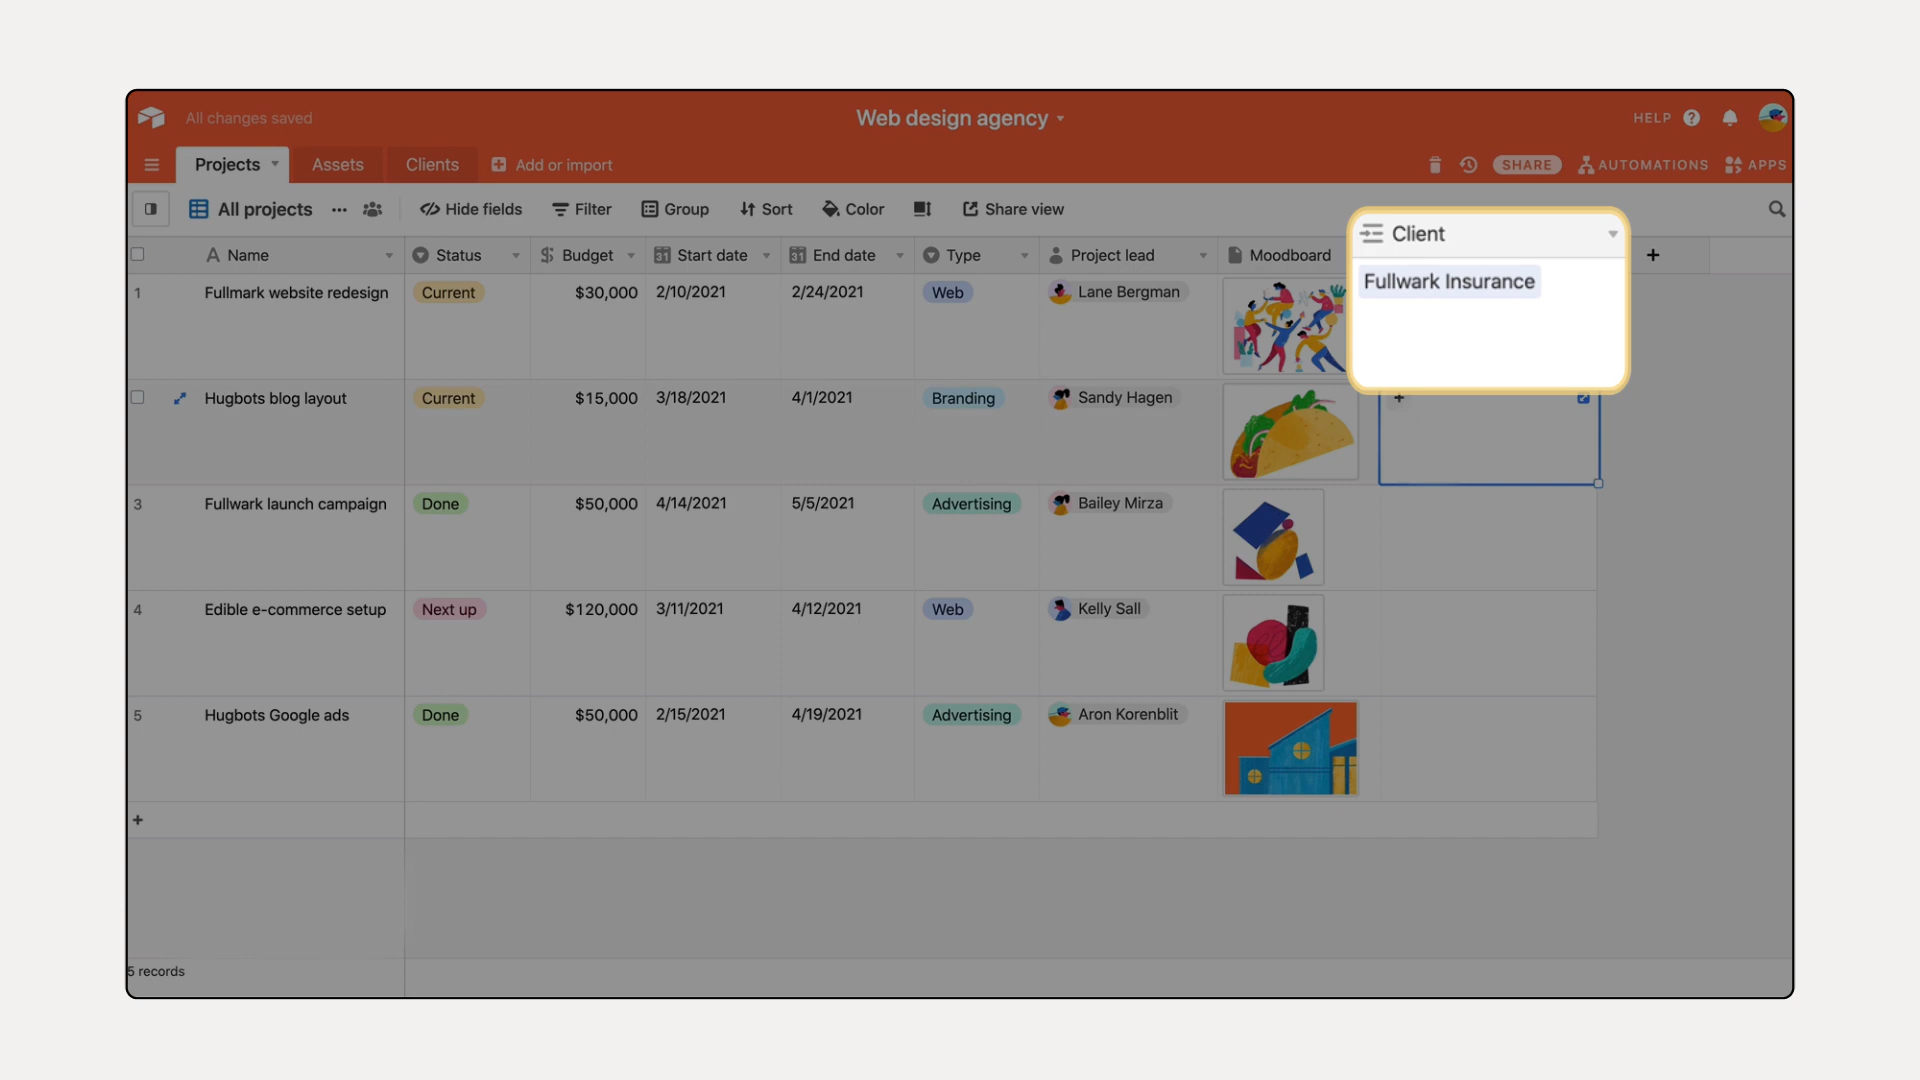 All changes saved
Web design agency
HELP
Projects
Assets
Clients
Add or import
SHARE
AUTOMATIONS
APPS
All projects
Hide fields
Filter
Group
Sort
Color
Share view
Name
Status
Budget
31 Start date
31 End date
Type
Project lead
Moodboard
Client
1 Fullmark website redesign Current $30,000 2/10/2021 2/24/2021 Web Lane Bergman Fullwark Insurance
Hugbots blog layout Current $15,000 3/18/2021 4/1/2021 Branding Sandy Hagen
3 Fullwark launch campaign Done $50,000 4/14/2021 5/5/2021 Advertising Bailey Mirza
4 Edible e-commerce setup Next up $120,000 3/11/2021 4/12/2021 Web Kelly Sall
5 Hugbots Google ads Done $50,000 2/15/2021 4/19/2021 Advertising Aron Korenblit
5 records